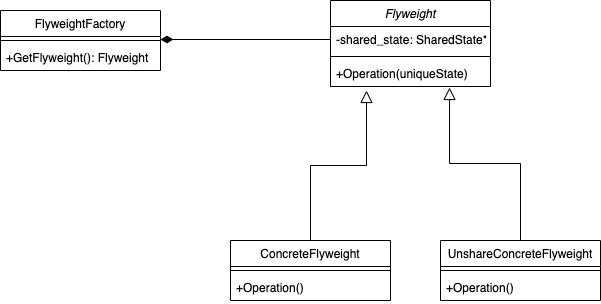 FlyweightFactory
+GetFlyweight(): Flyweight
Flyweight
-shared_state: SharedState*
+Operation(uniqueState)
ConcreteFlyweight
+Operation()
UnshareConcreteFlyweight
+Operation()